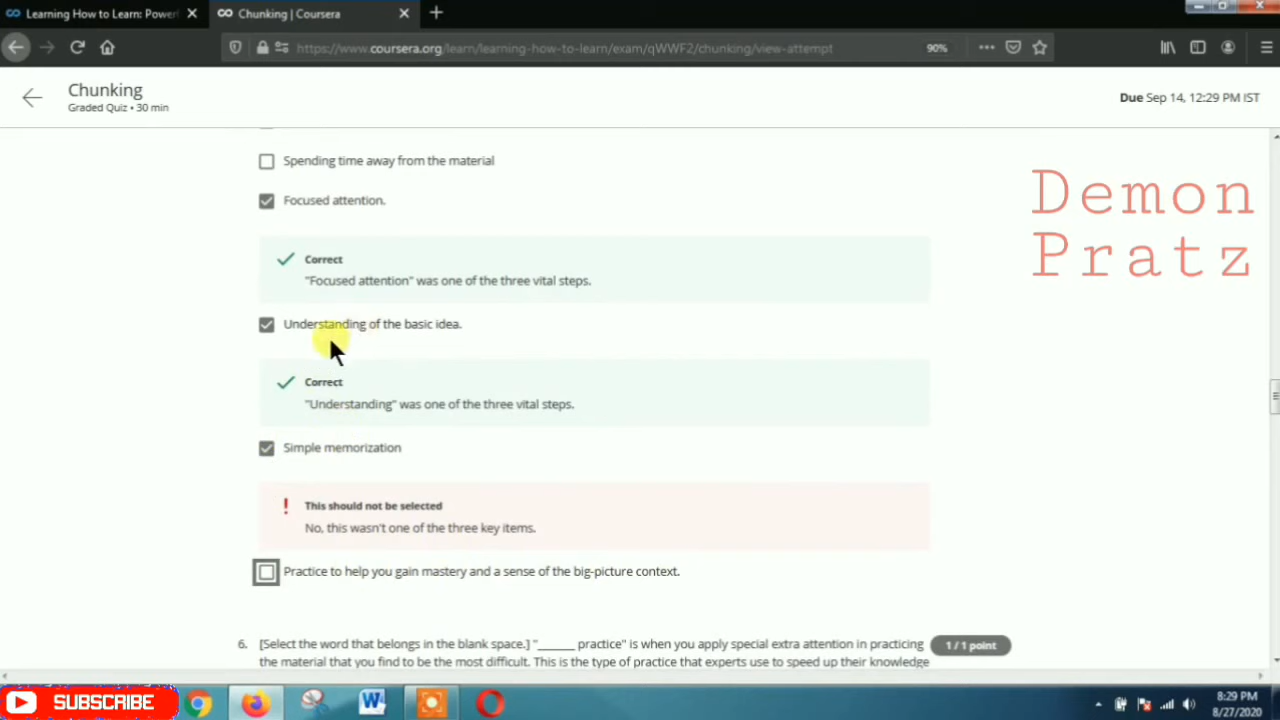 Learning How to Learn: Powerf
Chunking | Coursera
https://www.coursera.org/learn/learning-how-to-learn/exam/qWWF2/chunking/view-attempt
90%
Chunking
Graded Quiz • 30 min
Due Sep 14, 12:29 PM IST
Spending time away from the material
Focused attention.
Correct
"Focused attention" was one of the three vital steps.
Understanding of the basic idea.
Correct
"Understanding" was one of the three vital steps.
Simple memorization
This should not be selected
No, this wasn't one of the three key items.
Practice to help you gain mastery and a sense of the big-picture context.
6. [Select the word that belongs in the blank space.] "______ practice" is when you apply special extra attention in practicing
the material that you find to be the most difficult. This is the type of practice that experts use to speed up their knowledge
1 / 1 point
Demon
Pratz
SUBSCRIBE
8:29 PM
8/27/2020